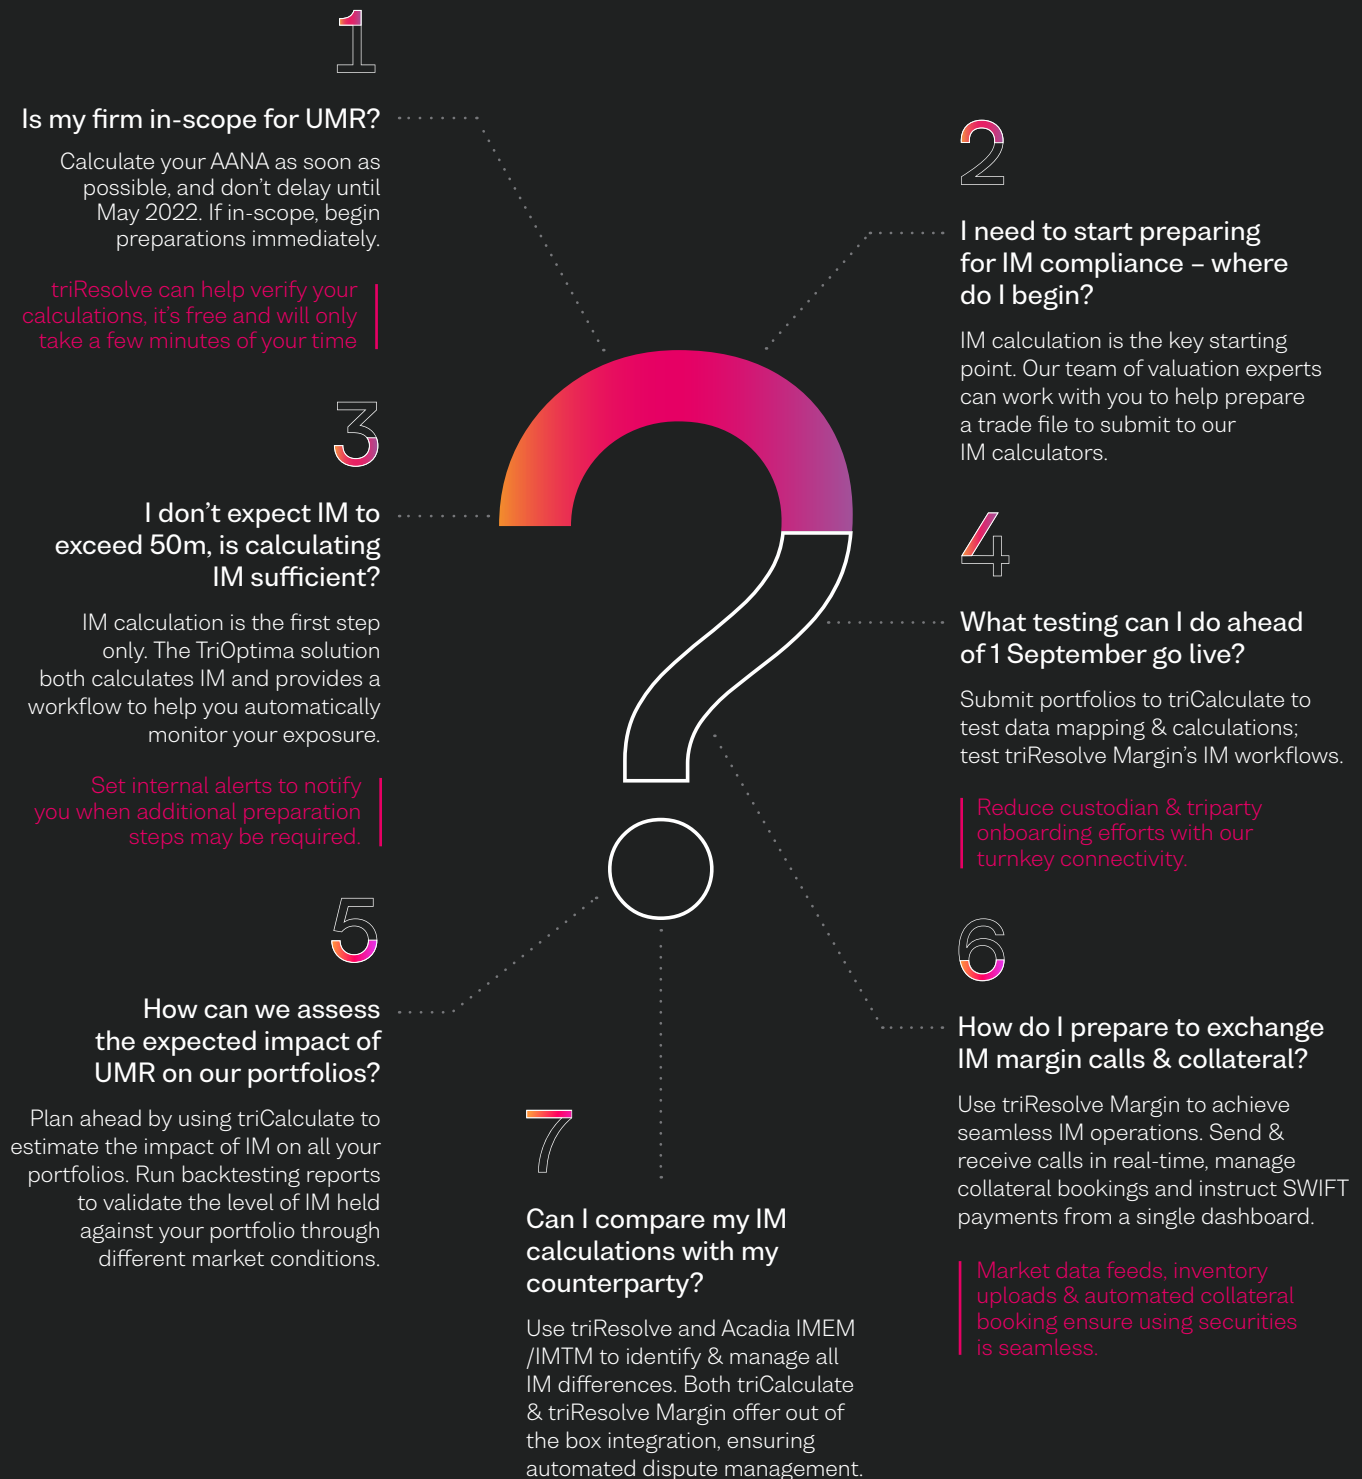 1
Is my firm in-scope for UMR?
Calculate your AANA as soon as
possible, and don't delay until
May 2022. If in-scope, begin
preparations immediately.
triResolve can help verify your
calculations, it's free and will only
take a few minutes of your time
2
I need to start preparing
for IM compliance – where
do I begin?
IM calculation is the key starting
point. Our team of valuation experts
can work with you to help prepare
a trade file to submit to our
IM calculators.
3
I don't expect IM to
exceed 50m, is calculating
IM sufficient?
IM calculation is the first step
only. The TriOptima solution
both calculates IM and provides a
workflow to help you automatically
monitor your exposure.
Set internal alerts to notify
you when additional preparation
steps may be required.
4
What testing can I do ahead
of 1 September go live?
Submit portfolios to triCalculate to
test data mapping & calculations;
test triResolve Margin's IM workflows.
Reduce custodian & triparty
onboarding efforts with our
turnkey connectivity.
5
How can we assess
the expected impact of
UMR on our portfolios?
Plan ahead by using triCalculate to
estimate the impact of IM on all your
portfolios. Run backtesting reports
to validate the level of IM held
against your portfolio through
different market conditions.
6
How do I prepare to exchange
IM margin calls & collateral?
Use triResolve Margin to achieve
seamless IM operations. Send &
receive calls in real-time, manage
collateral bookings and instruct SWIFT
payments from a single dashboard.
Market data feeds, inventory
uploads & automated collateral
booking ensure using securities
is seamless.
7
Can I compare my IM
calculations with my
counterparty?
Use triResolve and Acadia IMEM
/IMTM to identify & manage all
IM differences. Both triCalculate
& triResolve Margin offer out of
the box integration, ensuring
automated dispute management.
?